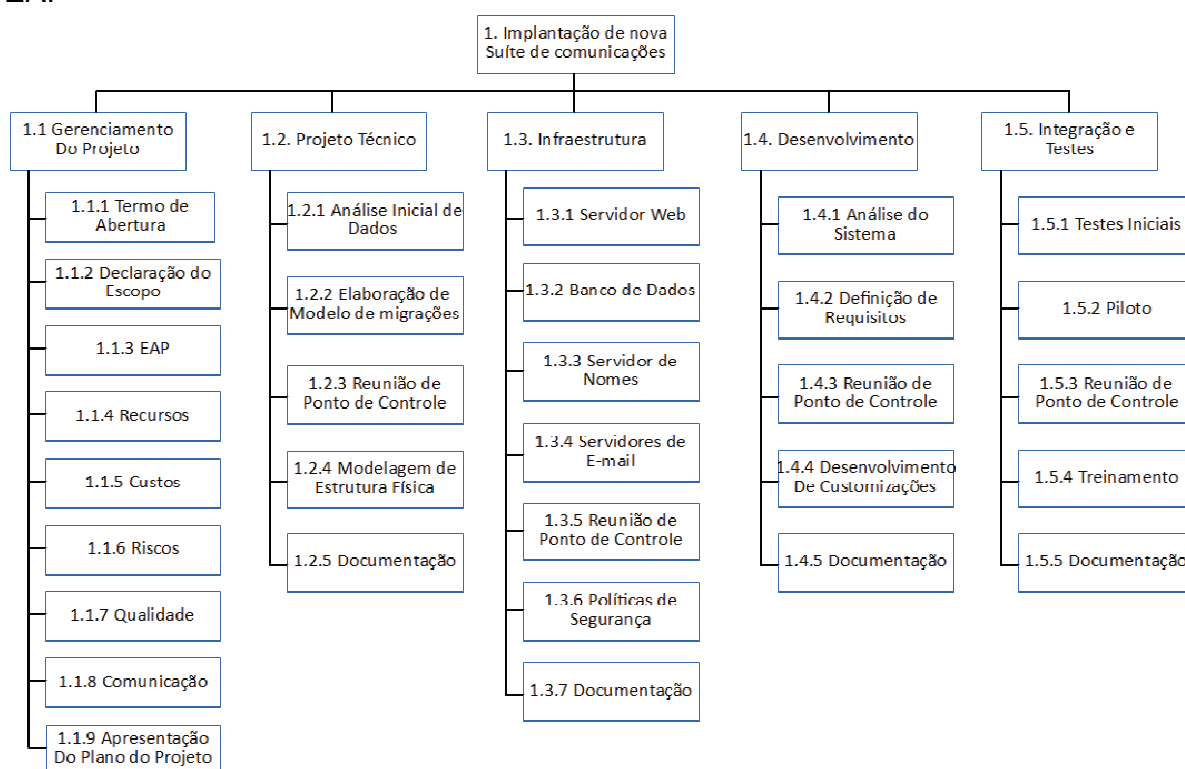 1. Implantação de nova
Suíte de comunicações
1.1 Gerenciamento
Do Projeto
1.1.1 Termo de
Abertura
1.1.2 Declaração do
Escopo
1.1.3 EAP
1.1.4 Recursos
1.1.5 Custos
1.1.6 Riscos
1.1.7 Qualidade
1.1.8 Comunicação
1.1.9 Apresentação
Do Plano do Projeto
1.2. Projeto Técnico
1.2.1 Análise Inicial de
Dados
1.2.2 Elaboração de
Modelo de migrações
1.2.3 Reunião de
Ponto de Controle
1.2.4 Modelagem de
Estrutura Física
1.2.5 Documentação
1.3. Infraestrutura
1.3.1 Servidor Web
1.3.2 Banco de Dados
1.3.3 Servidor de
Nomes
1.3.4 Servidores de
E-mail
1.3.5 Reunião de
Ponto de Controle
1.3.6 Políticas de
Segurança
1.3.7 Documentação
1.4. Desenvolvimento
1.4.1 Análise do
Sistema
1.4.2 Definição de
Requisitos
1.4.3 Reunião de
Ponto de Controle
1.4.4 Desenvolvimento
De Customizações
1.4.5 Documentação
1.5. Integração e
Testes
1.5.1 Testes Iniciais
1.5.2 Piloto
1.5.3 Reunião de
Ponto de Controle
1.5.4 Treinamento
1.5.5 Documentação